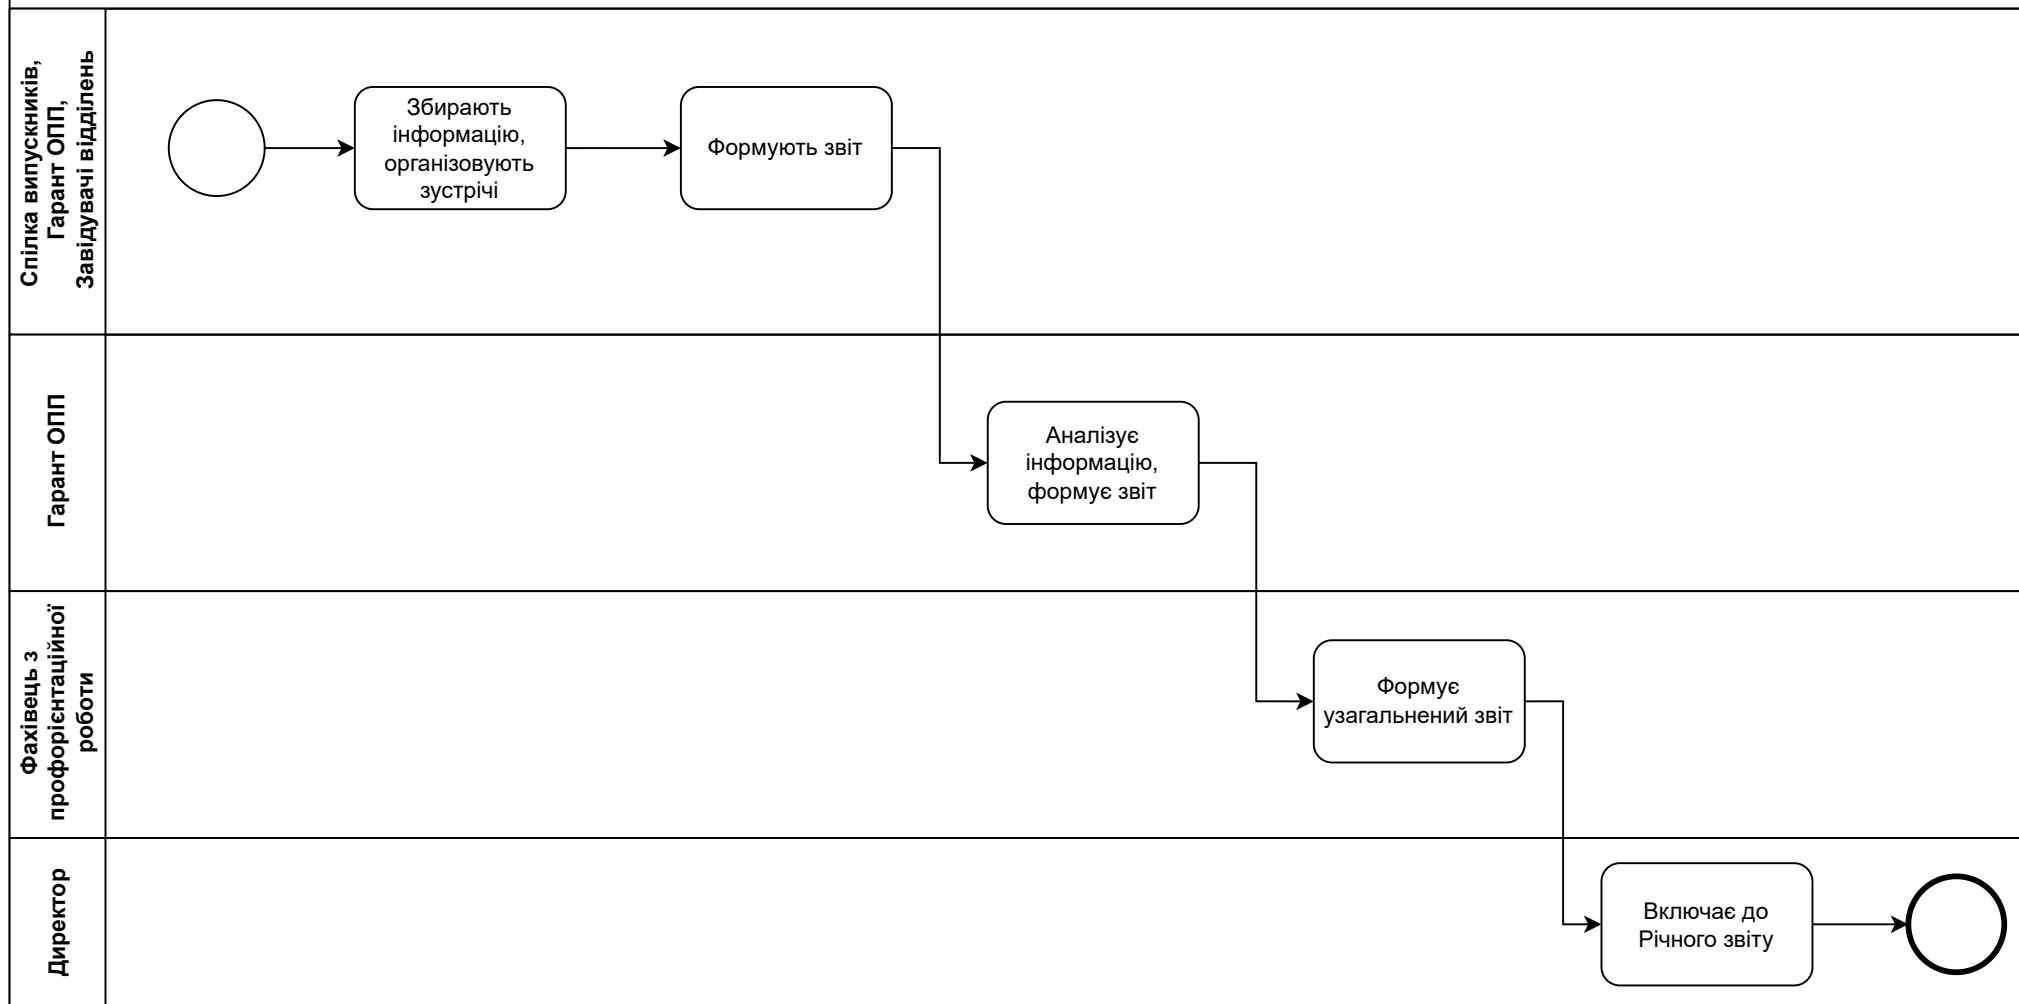 Спілка випускників,
Гарант ОПП,
Завідувачі відділень
Збирають
інформацію,
організовують
зустрічі
Формують звіт
Гарант ОПП
Аналізує
інформацію,
формує звіт
Фахівець з
профорієнтаційної
роботи
Формує
узагальнений звіт
Директор
Включає до
Річного звіту